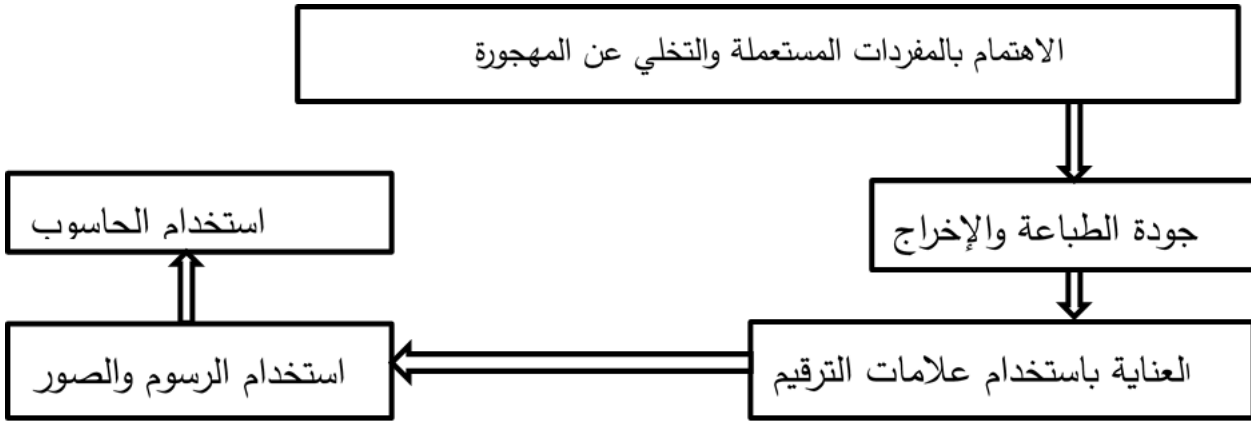 الاهتمام بالمفردات المستعملة والتخلي عن المهجورة
جودة الطباعة والإخراج
العناية باستخدام علامات الترقيم
استخدام الرسوم والصور
استخدام الحاسوب